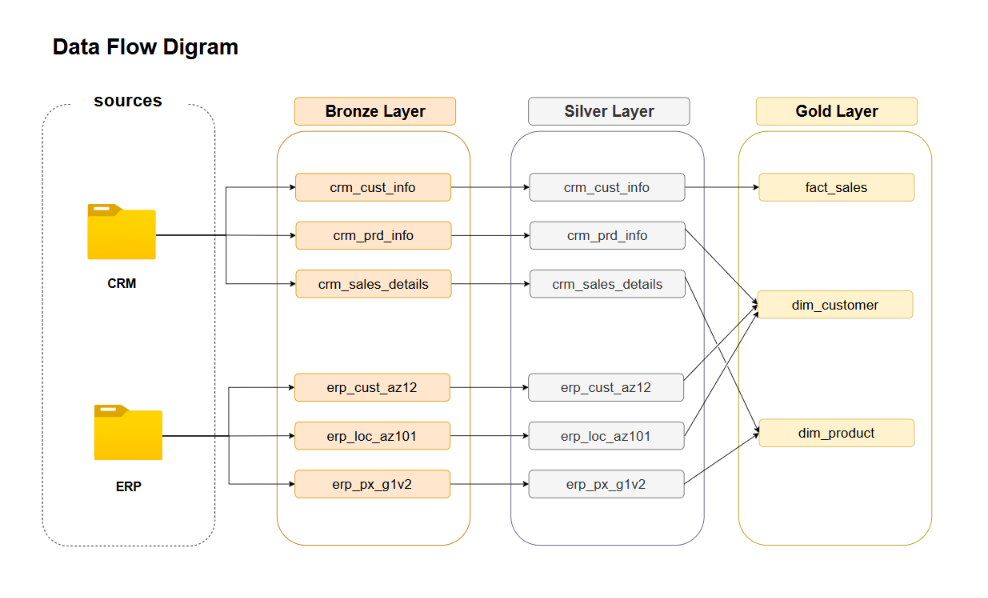 Data Flow Digram
sources
Bronze Layer
Silver Layer
Gold Layer
crm_cust_info
crm_cust_info
fact_sales
crm_prd_info
crm_prd_info
CRM
crm_sales_details
crm_sales_details
dim_customer
erp_cust_az12
erp_cust_az12
erp_loc_az101
erp_loc_az101
dim_product
ERP
erp_px_g1v2
erp_px_g1v2